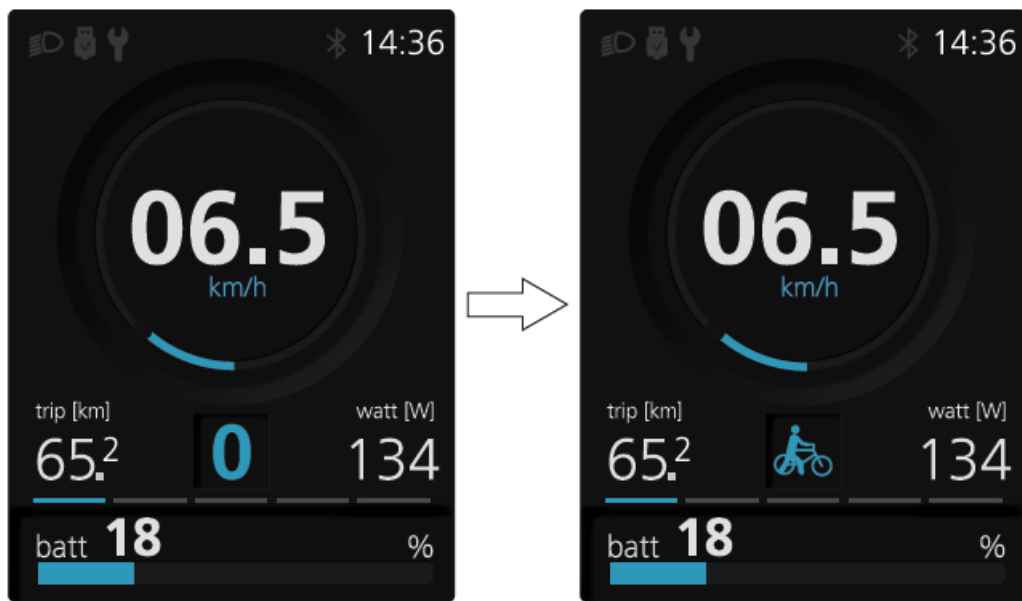 14:36
06.5
km/h
trip [km]
watt [W]
65.2
0
134
batt 18 %
14:36
06.5
km/h
trip [km]
watt [W]
65.2
134
batt 18 %